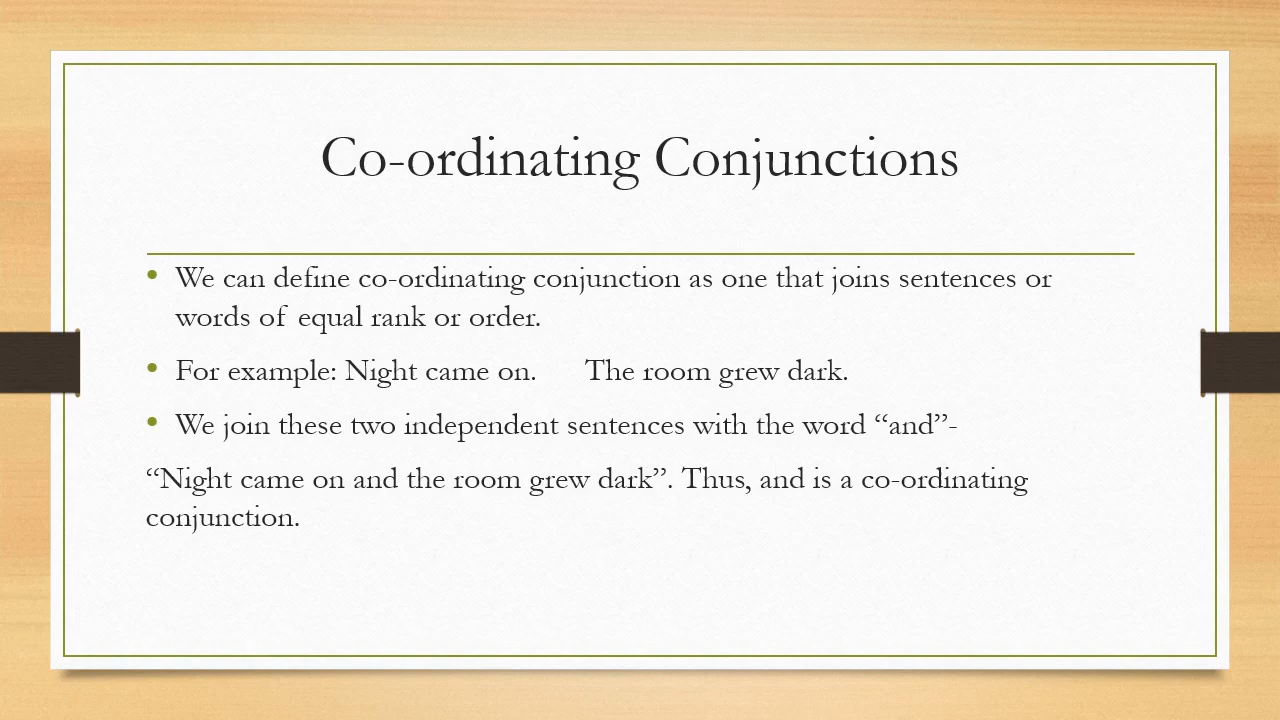 Co-ordinating Conjunctions
• We can define co-ordinating conjunction as one that joins sentences or
words of equal rank or order.
• For example: Night came on. The room grew dark.
• We join these two independent sentences with the word “and”-
“Night came on and the room grew dark”. Thus, and is a co-ordinating
conjunction.